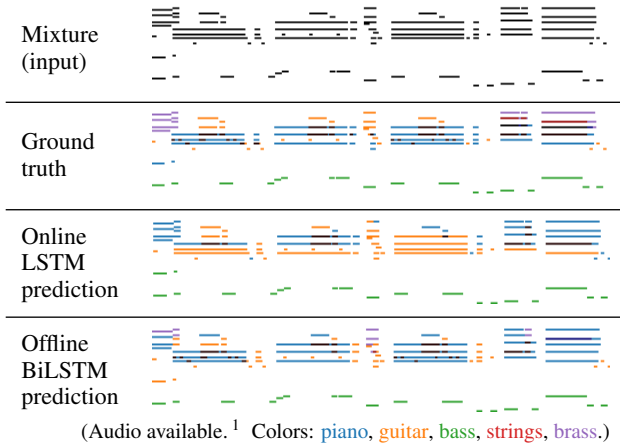 Mixture
(input)
Ground
truth
Online
LSTM
prediction
Offline
BiLSTM
prediction
(Audio available. 1 Colors: piano, guitar, bass, strings, brass.)